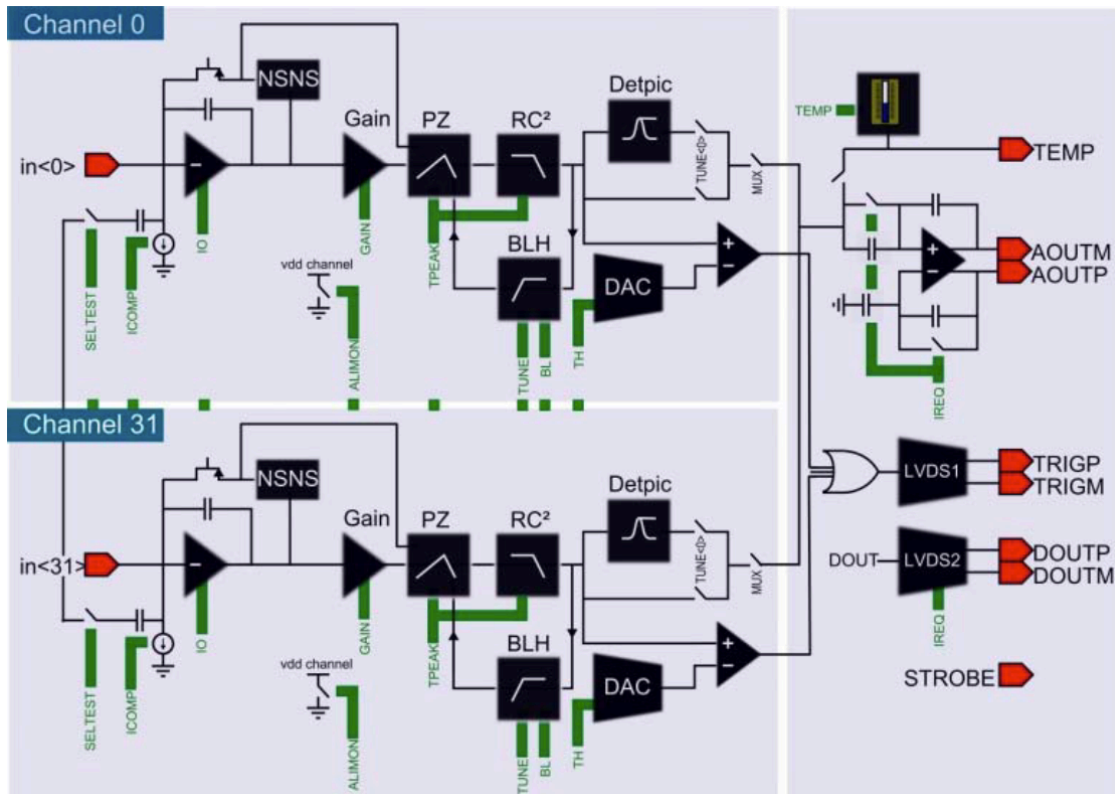 Channel 0
NSNS
Gain
PZ
RC²
Detpic
TUNE<0>
MUX
in<0>
IO
GAIN
TPEAK
BLH
DAC
vdd channel
SELTEST
ICOMP
ALIMON
TUNE
BL
TH
TEMP
TEMP
AOUTM
AOUTP
IREQ
Channel 31
NSNS
Gain
PZ
RC²
Detpic
TUNE<0>
MUX
in<31>
IO
GAIN
TPEAK
BLH
DAC
vdd channel
SELTEST
ICOMP
ALIMON
TUNE
BL
TH
LVDS1
TRIGP
TRIGM
DOUT
LVDS2
DOUTP
DOUTM
IREQ
STROBE